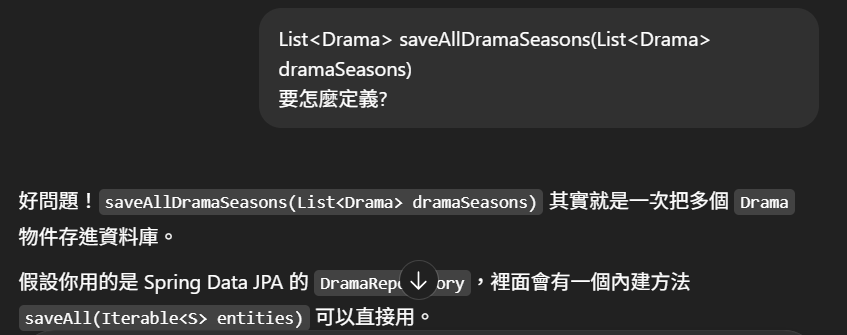 List<Drama> saveAllDramaSeasons(List<Drama>
dramaSeasons)
要怎麼定義?
好問題！saveAllDramaSeasons(List<Drama> dramaSeasons) 其實就是一次把多個 Drama
物件存進資料庫。
假設你用的是 Spring Data JPA 的 ，裡面會有一個內建方法
saveAll(Iterable<S> entities) 可以直接用。